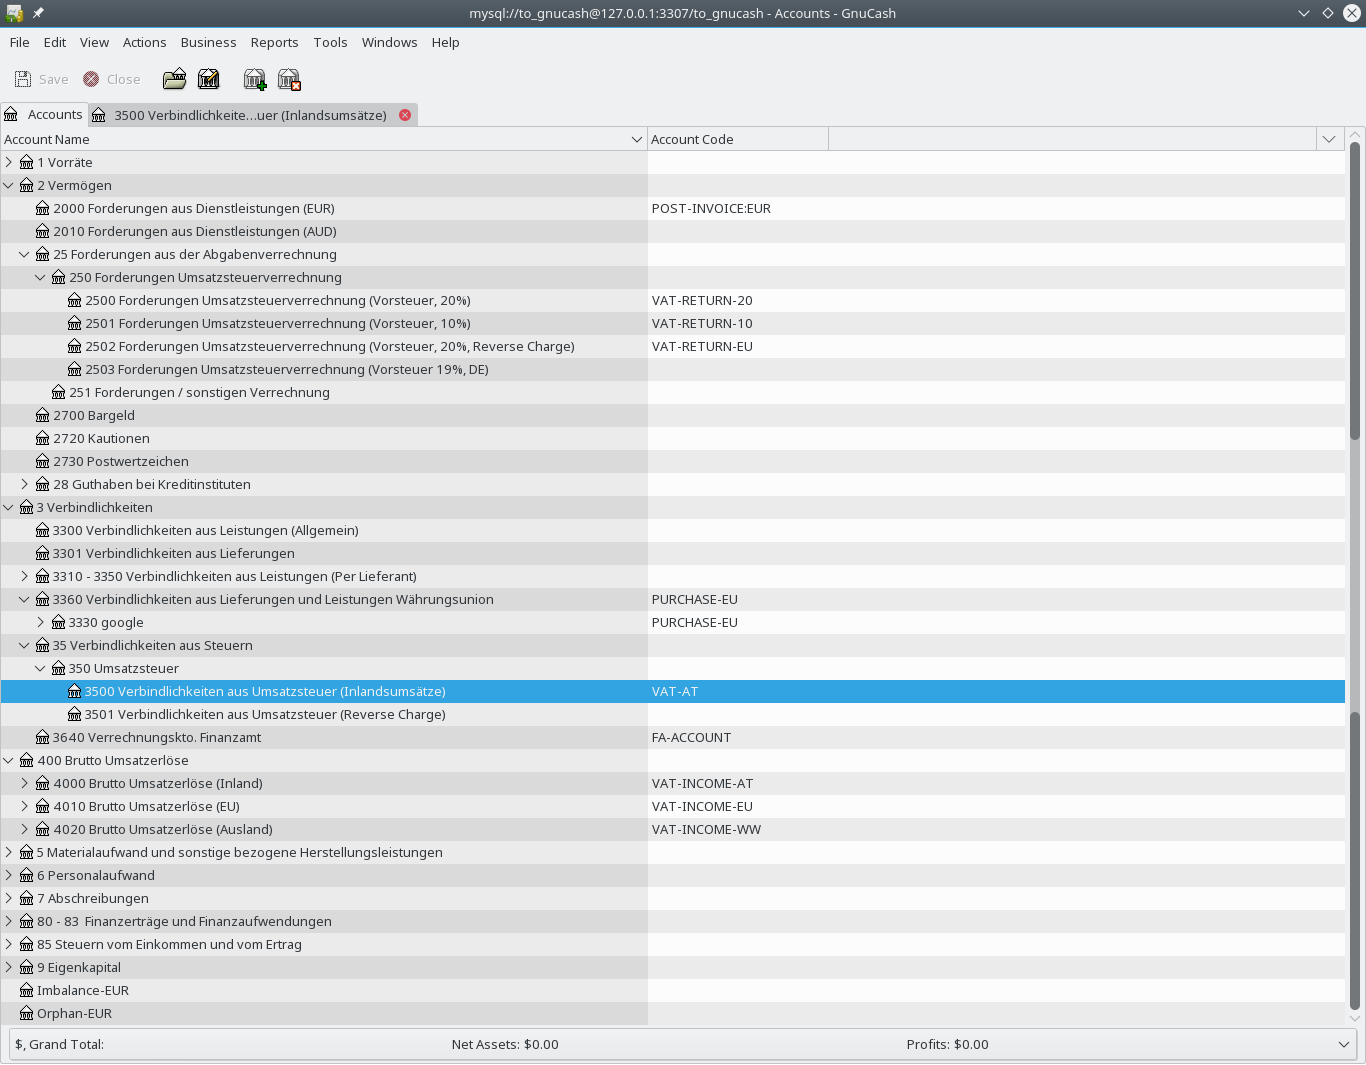 mysql://to_gnucash@127.0.0.1:3307/to_gnucash - Accounts - GnuCash
File Edit View Actions Business Reports Tools Windows Help
Save Close
Accounts 3500 Verbindlichkeite...uer (Inlandsumsätze)
Account Name Account Code
1 Vorräte
2 Vermögen
2000 Forderungen aus Dienstleistungen (EUR) POST-INVOICE:EUR
2010 Forderungen aus Dienstleistungen (AUD)
25 Forderungen aus der Abgabenverrechnung
250 Forderungen Umsatzsteuerverrechnung
2500 Forderungen Umsatzsteuerverrechnung (Vorsteuer, 20%) VAT-RETURN-20
2501 Forderungen Umsatzsteuerverrechnung (Vorsteuer, 10%) VAT-RETURN-10
2502 Forderungen Umsatzsteuerverrechnung (Vorsteuer, 20%, Reverse Charge) VAT-RETURN-EU
2503 Forderungen Umsatzsteuerverrechnung (Vorsteuer 19%, DE)
251 Forderungen / sonstigen Verrechnung
2700 Bargeld
2720 Kautionen
2730 Postwertzeichen
28 Guthaben bei Kreditinstituten
3 Verbindlichkeiten
3300 Verbindlichkeiten aus Leistungen (Allgemein)
3301 Verbindlichkeiten aus Lieferungen
3310 - 3350 Verbindlichkeiten aus Leistungen (Per Lieferant)
3360 Verbindlichkeiten aus Lieferungen und Leistungen Währungsunion PURCHASE-EU
3330 google PURCHASE-EU
35 Verbindlichkeiten aus Steuern
350 Umsatzsteuer
3500 Verbindlichkeiten aus Umsatzsteuer (Inlandsumsätze) VAT-AT
3501 Verbindlichkeiten aus Umsatzsteuer (Reverse Charge)
3640 Verrechnungskto. Finanzamt FA-ACCOUNT
400 Brutto Umsatzerlöse
4000 Brutto Umsatzerlöse (Inland) VAT-INCOME-AT
4010 Brutto Umsatzerlöse (EU) VAT-INCOME-EU
4020 Brutto Umsatzerlöse (Ausland) VAT-INCOME-WW
5 Materialaufwand und sonstige bezogene Herstellungsleistungen
6 Personalaufwand
7 Abschreibungen
80 - 83 Finanzerträge und Finanzaufwendungen
85 Steuern vom Einkommen und vom Ertrag
9 Eigenkapital
Imbalance-EUR
Orphan-EUR
$, Grand Total: Net Assets: $0.00 Profits: $0.00